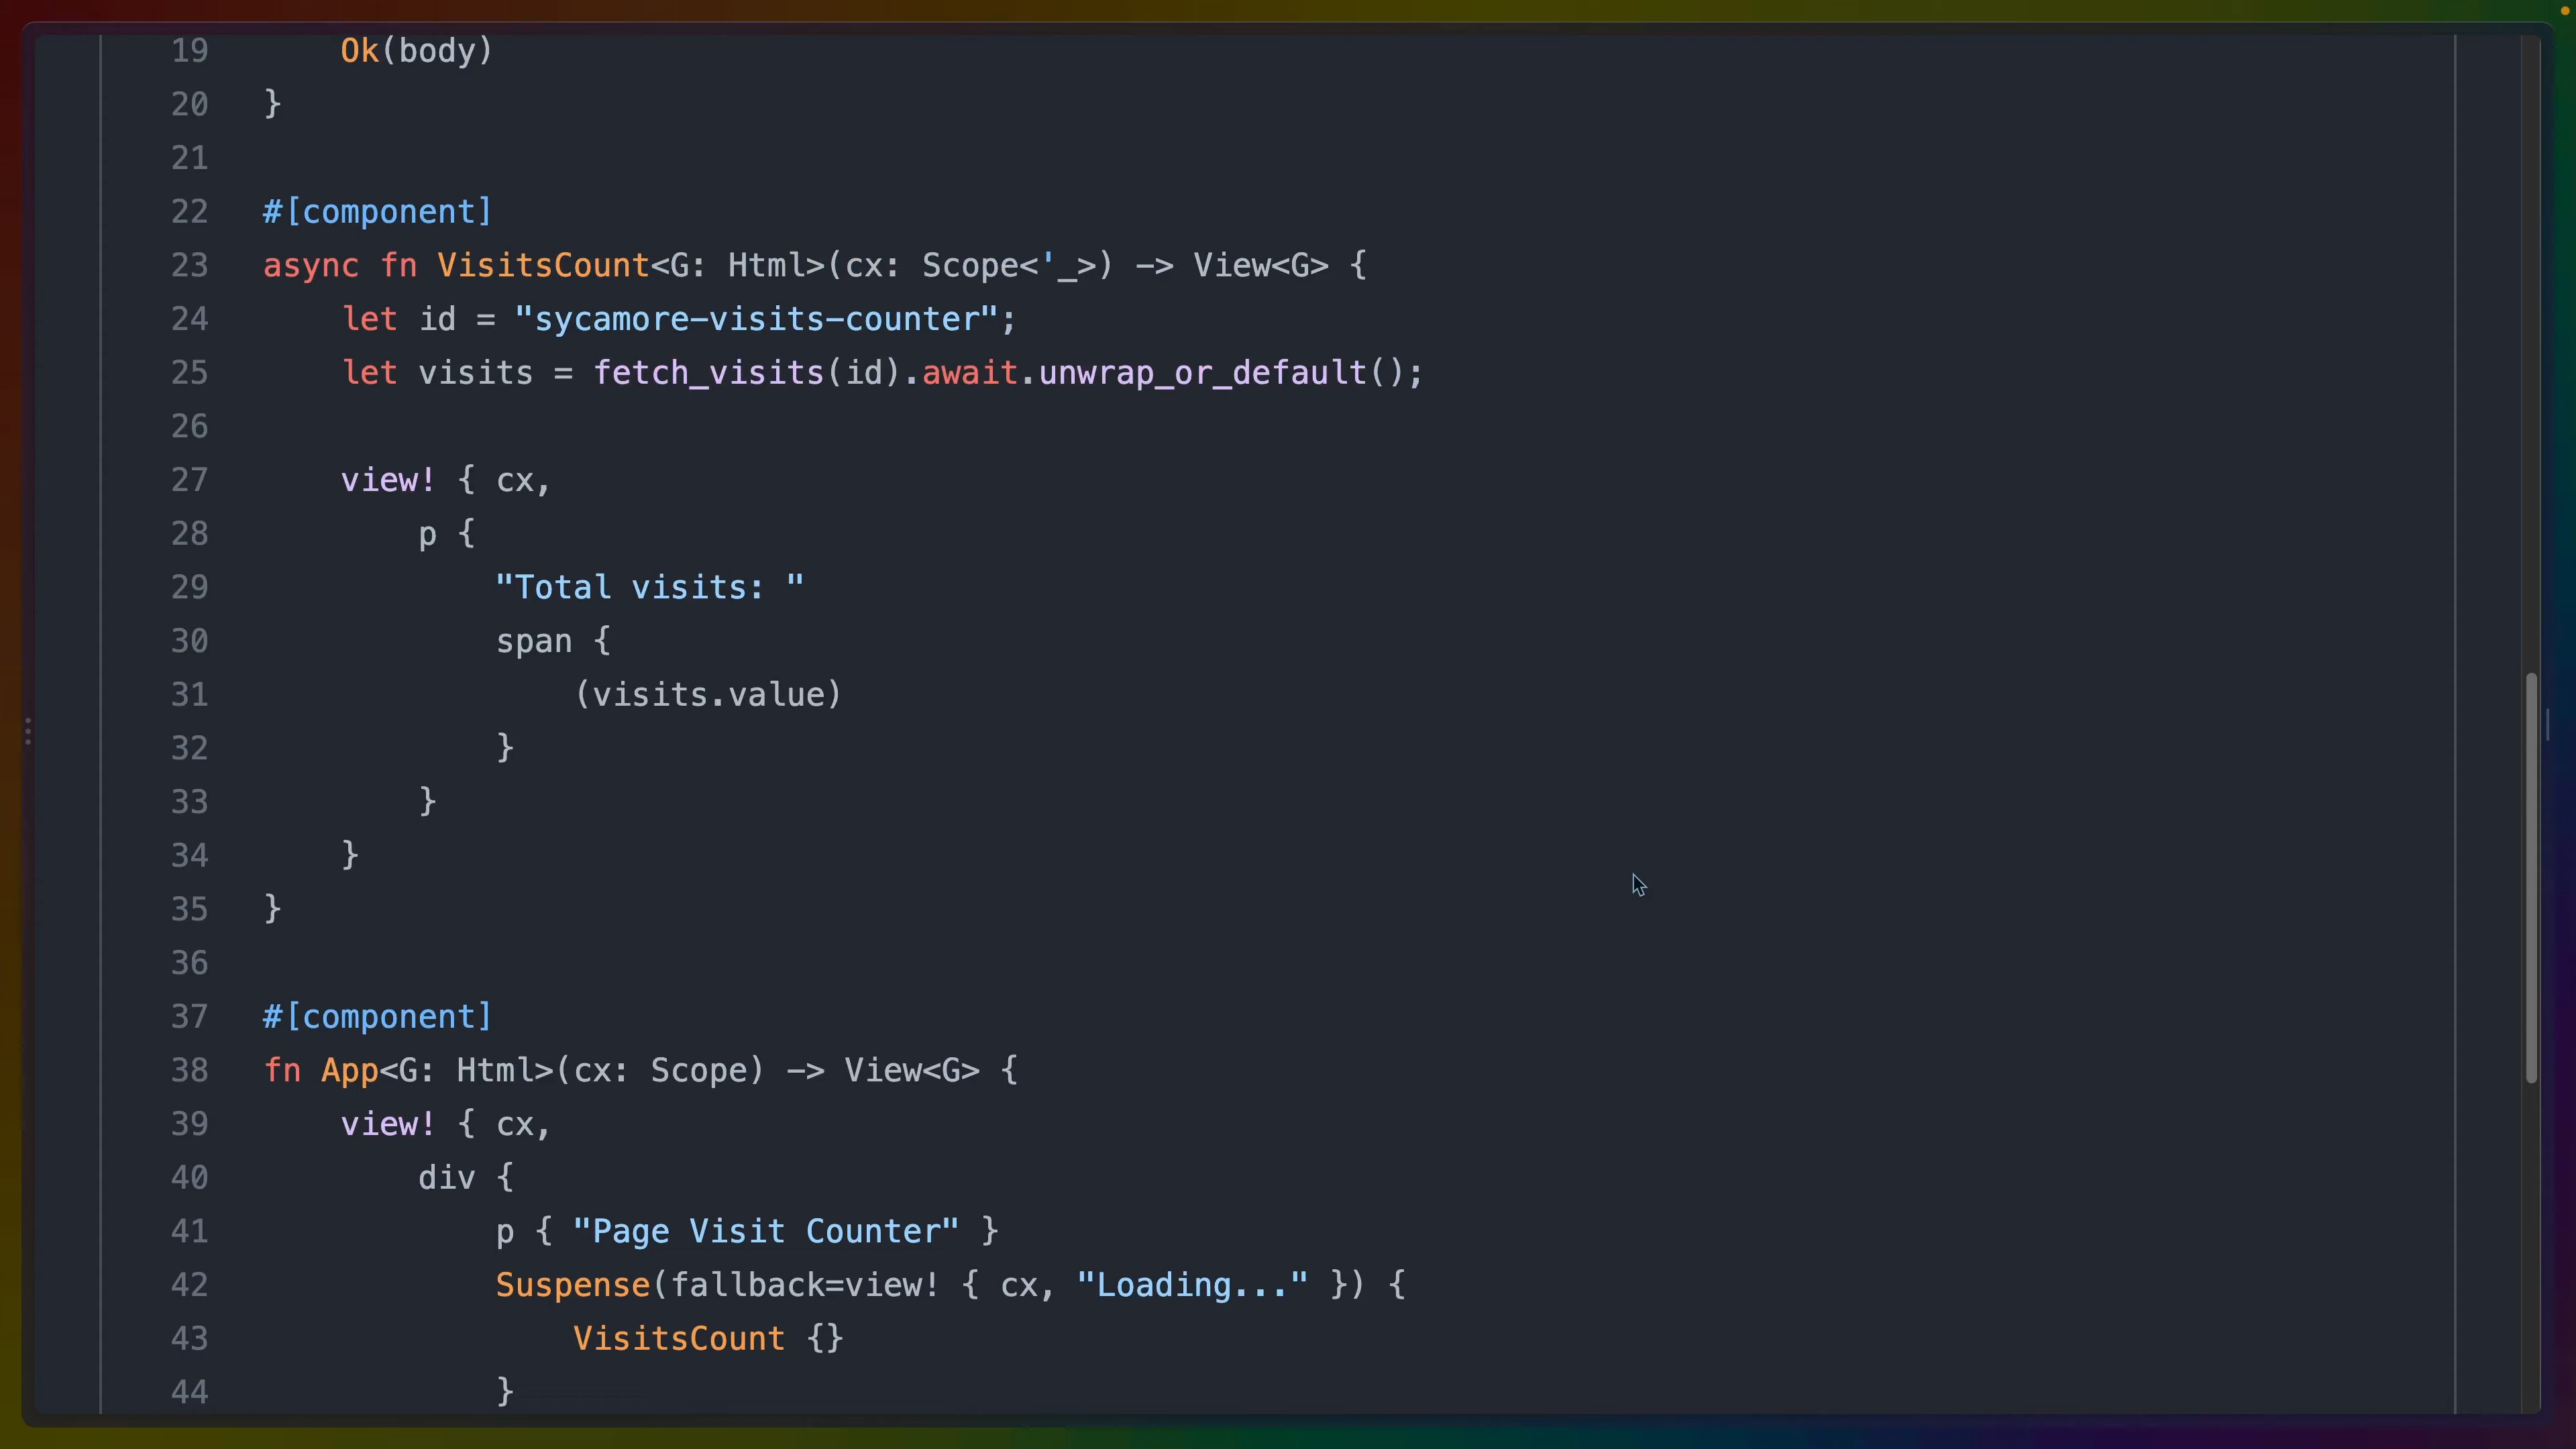 19 Ok(body)
20 }
21
22 #[component]
23 async fn VisitsCount<G: Html>(cx: Scope<'_>) -> View<G> {
24 let id = "sycamore-visits-counter";
25 let visits = fetch_visits(id).await.unwrap_or_default();
26
27 view! { cx,
28 p {
29 "Total visits: "
30 span {
31 (visits.value)
32 }
33 }
34 }
35 }
36
37 #[component]
38 fn App<G: Html>(cx: Scope) -> View<G> {
39 view! { cx,
40 div {
41 p { "Page Visit Counter" }
42 Suspense(fallback=view! { cx, "Loading..." }) {
43 VisitsCount {}
44 }